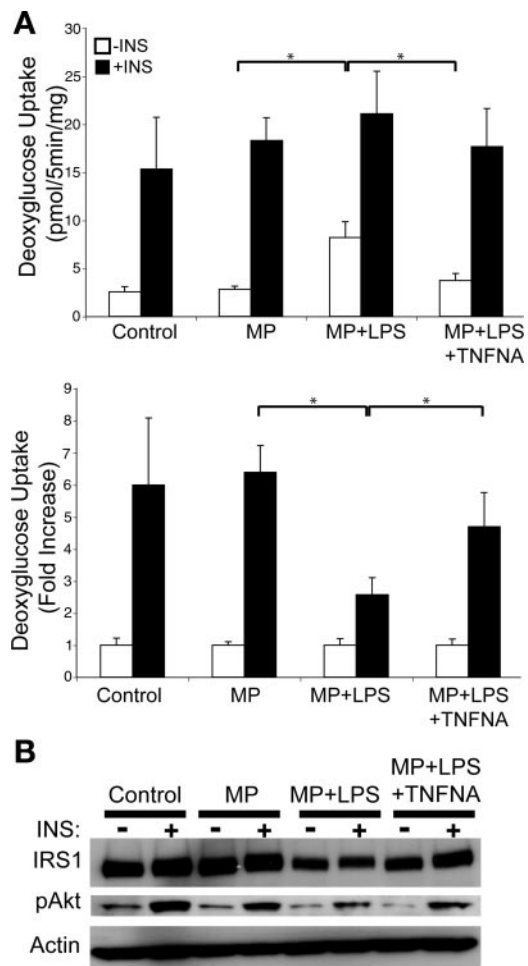 A
-INS
+INS
Deoxyglucose Uptake
(pmol/5min/mg)
30
25
20
15
10
5
0
*
*
Control MP MP+LPS MP+LPS
+TNFNA
Deoxyglucose Uptake
(Fold Increase)
9
8
7
6
5
4
3
2
1
0
*
*
Control MP MP+LPS MP+LPS
+TNFNA
B
Control MP MP+LPS MP+LPS
+TNFNA
INS: - + - + - + - +
IRS1
pAkt
Actin